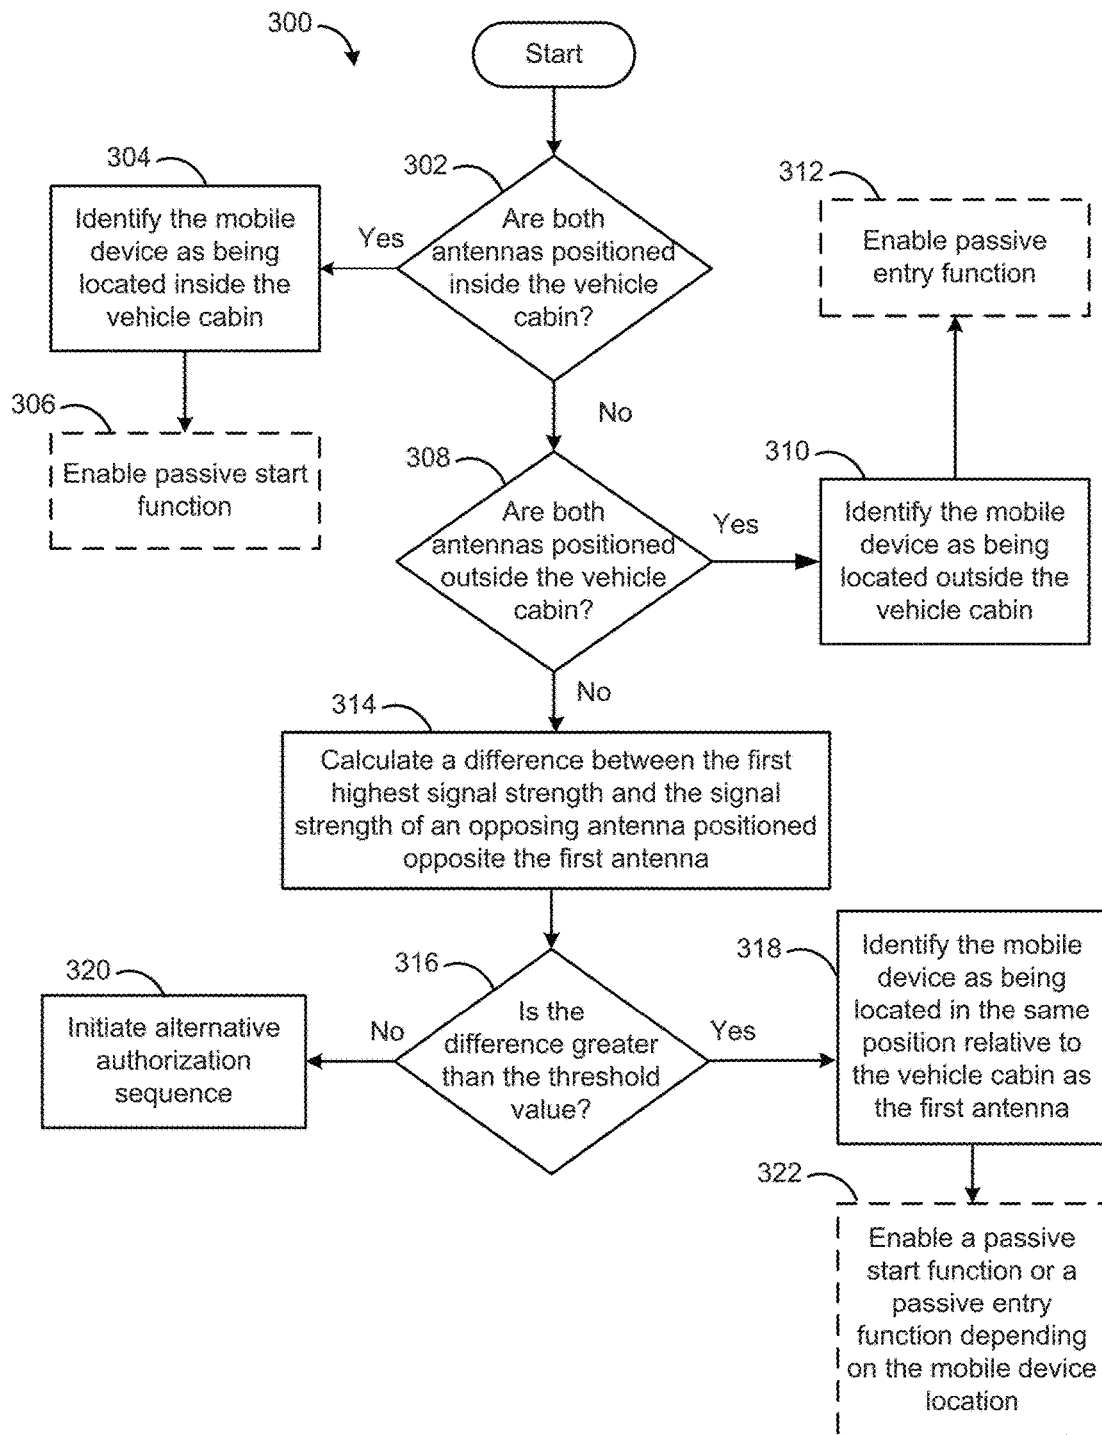 300
Start
304
Identify the mobile
device as being
located inside the
vehicle cabin
302
Are both
antennas positioned
inside the vehicle
cabin?
Yes
312
Enable passive
entry function
306
Enable passive start
function
No
308
Are both
antennas positioned
outside the vehicle
cabin?
Yes
310
Identify the mobile
device as being
located outside the
vehicle cabin
No
314
Calculate a difference between the first
highest signal strength and the signal
strength of an opposing antenna positioned
opposite the first antenna
320
Initiate alternative
authorization
sequence
No
316
Is the
difference greater
than the threshold
value?
Yes
318
Identify the mobile
device as being
located in the same
position relative to
the vehicle cabin as
the first antenna
322
Enable a passive
start function or a
passive entry
function depending
on the mobile device
location